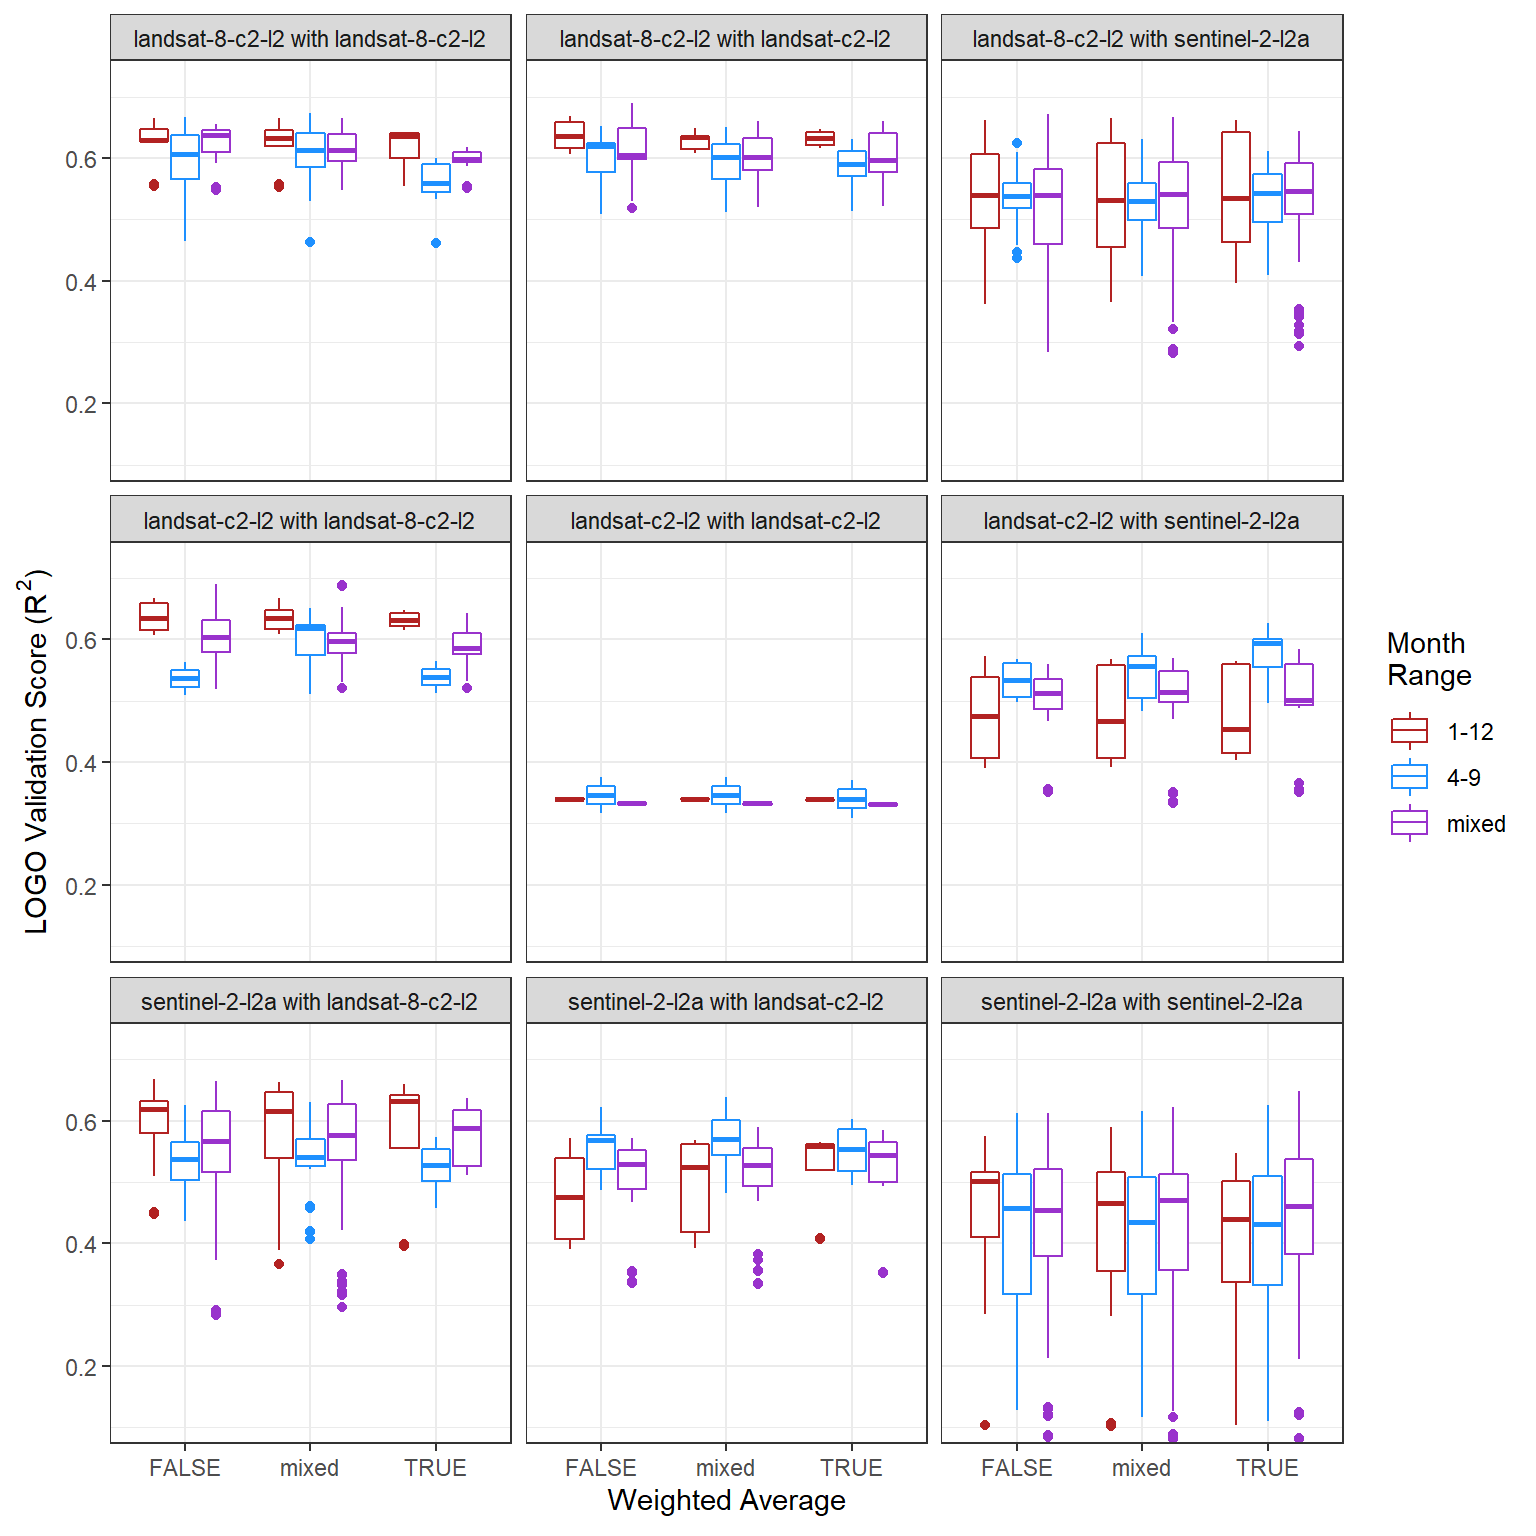 landsat-8-c2-l2 with landsat-8-c2-l2
landsat-8-c2-l2 with landsat-c2-l2
landsat-8-c2-l2 with sentinel-2-l2a
0.6
0.4
0.2
landsat-c2-l2 with landsat-8-c2-l2
landsat-c2-l2 with landsat-c2-l2
landsat-c2-l2 with sentinel-2-l2a
0.6
0.4
0.2
sentinel-2-l2a with landsat-8-c2-l2
sentinel-2-l2a with landsat-c2-l2
sentinel-2-l2a with sentinel-2-l2a
0.6
0.4
0.2
FALSE mixed TRUE
FALSE mixed TRUE
FALSE mixed TRUE
Weighted Average
LOGO Validation Score (R²)
Month
Range
1-12
4-9
mixed